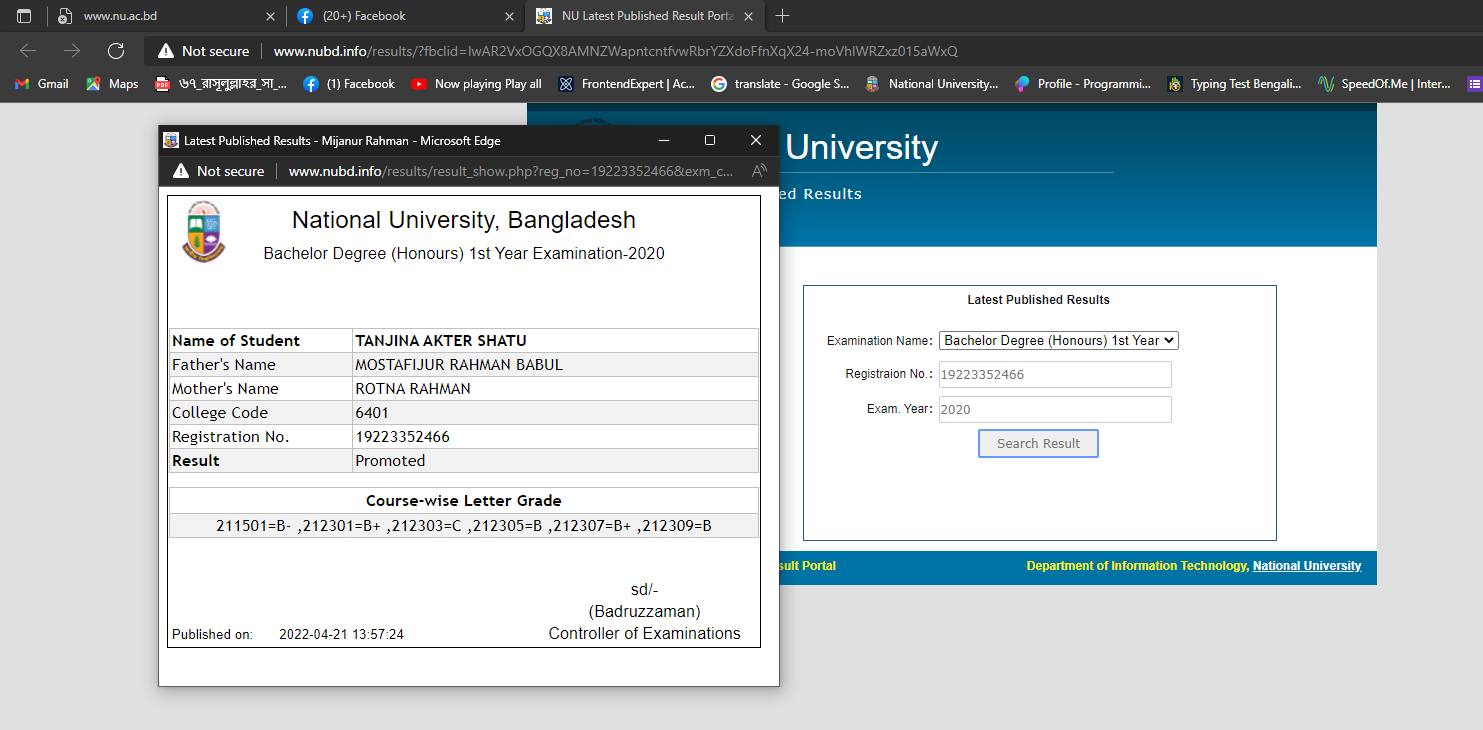 www.nu.ac.bd
(20+) Facebook
NU Latest Published Result Porta
Not secure www.nubd.info/results/?fbclid=IwAR2VxOGQX8AMNZWapntcntfvwRbrYZXdoFfnXqX24-moVhlWRZxz015aWxQ
Gmail Maps ৬৭_রাসূলুল্লাহর_সা_... (1) Facebook Now playing Play all FrontendExpert | Ac... translate - Google S... National University... Profile - Programmi... Typing Test Bengali... SpeedOf.Me | Inter...
University
ed Results
Latest Published Results - Mijanur Rahman - Microsoft Edge
Not secure www.nubd.info/results/result_show.php?reg_no=19223352466&exm_c...
National University, Bangladesh
Bachelor Degree (Honours) 1st Year Examination-2020
Name of Student TANJINA AKTER SHATU
Father's Name MOSTAFIJUR RAHMAN BABUL
Mother's Name ROTNA RAHMAN
College Code 6401
Registration No. 19223352466
Result Promoted
Course-wise Letter Grade
211501=B- ,212301=B+ ,212303=C ,212305=B ,212307=B+ ,212309=B
sd/-
(Badruzzaman)
Published on: 2022-04-21 13:57:24 Controller of Examinations
Latest Published Results
Examination Name: Bachelor Degree (Honours) 1st Year
Registraion No.: 19223352466
Exam. Year: 2020
Search Result
sult Portal Department of Information Technology, National University